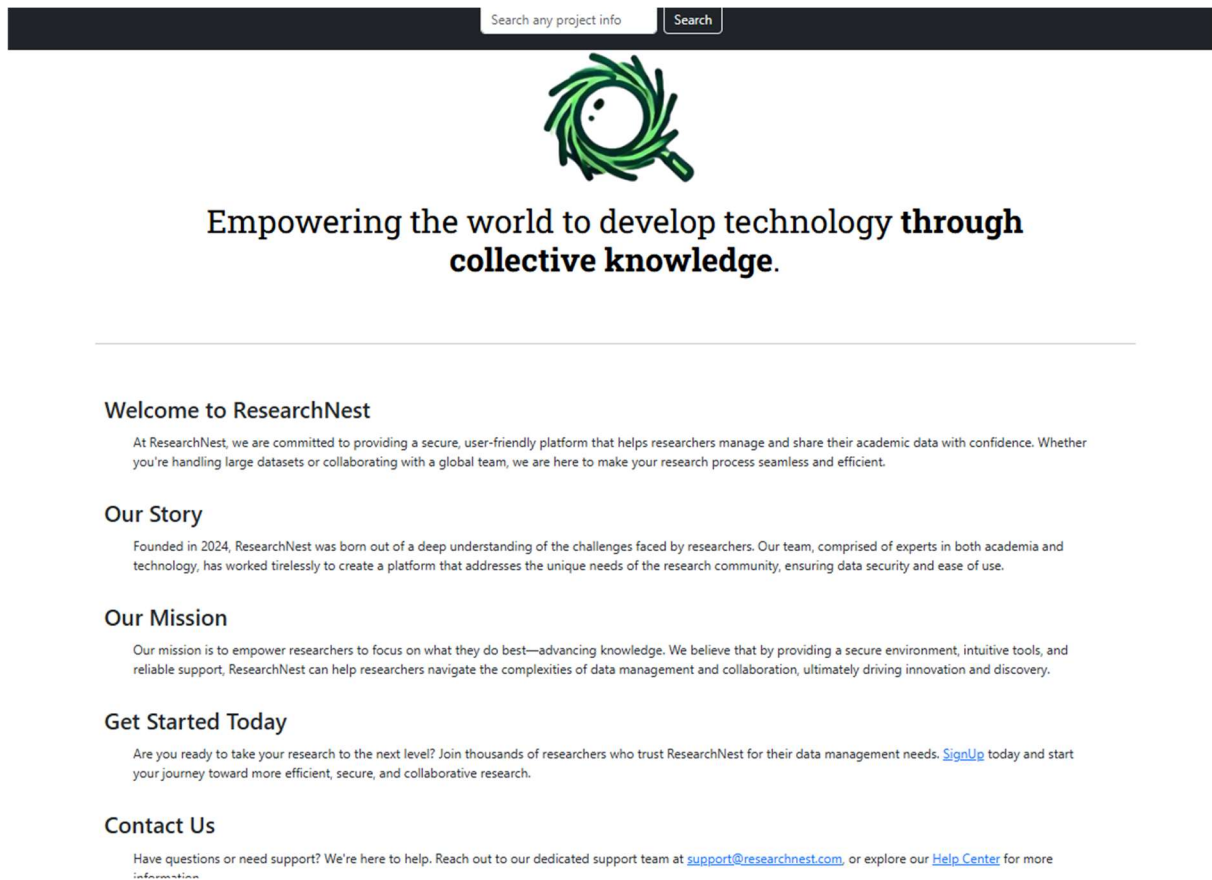 Search any project info Search
Empowering the world to develop technology through
collective knowledge.
Welcome to ResearchNest
At ResearchNest, we are committed to providing a secure, user-friendly platform that helps researchers manage and share their academic data with confidence. Whether
you're handling large datasets or collaborating with a global team, we are here to make your research process seamless and efficient.
Our Story
Founded in 2024, ResearchNest was born out of a deep understanding of the challenges faced by researchers. Our team, comprised of experts in both academia and
technology, has worked tirelessly to create a platform that addresses the unique needs of the research community, ensuring data security and ease of use.
Our Mission
Our mission is to empower researchers to focus on what they do best—advancing knowledge. We believe that by providing a secure environment, intuitive tools, and
reliable support, ResearchNest can help researchers navigate the complexities of data management and collaboration, ultimately driving innovation and discovery.
Get Started Today
Are you ready to take your research to the next level? Join thousands of researchers who trust ResearchNest for their data management needs. SignUp today and start
your journey toward more efficient, secure, and collaborative research.
Contact Us
Have questions or need support? We're here to help. Reach out to our dedicated support team at support@researchnest.com, or explore our Help Center for more
information.